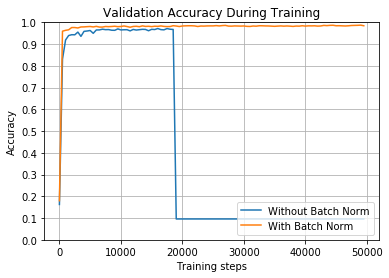 Validation Accuracy During Training
1.0
0.9
0.8
0.7
0.6
0.5
0.4
0.3
0.2
0.1
0.0
Accuracy
Without Batch Norm
With Batch Norm
0 10000 20000 30000 40000 50000
Training steps